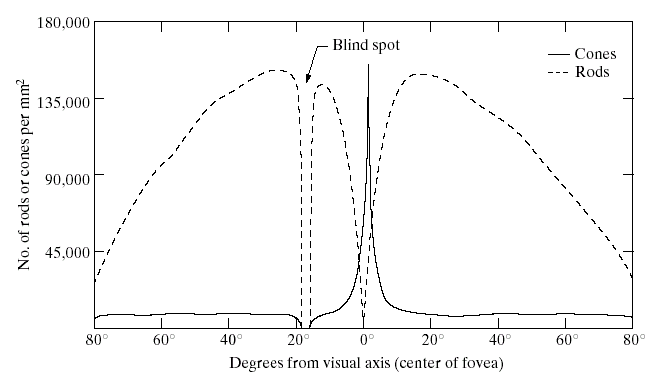 180,000
135,000
90,000
45,000
No. of rods or cones per mm²
Blind spot
Cones
Rods
80° 60° 40° 20° 0° 20° 40° 60° 80°
Degrees from visual axis (center of fovea)